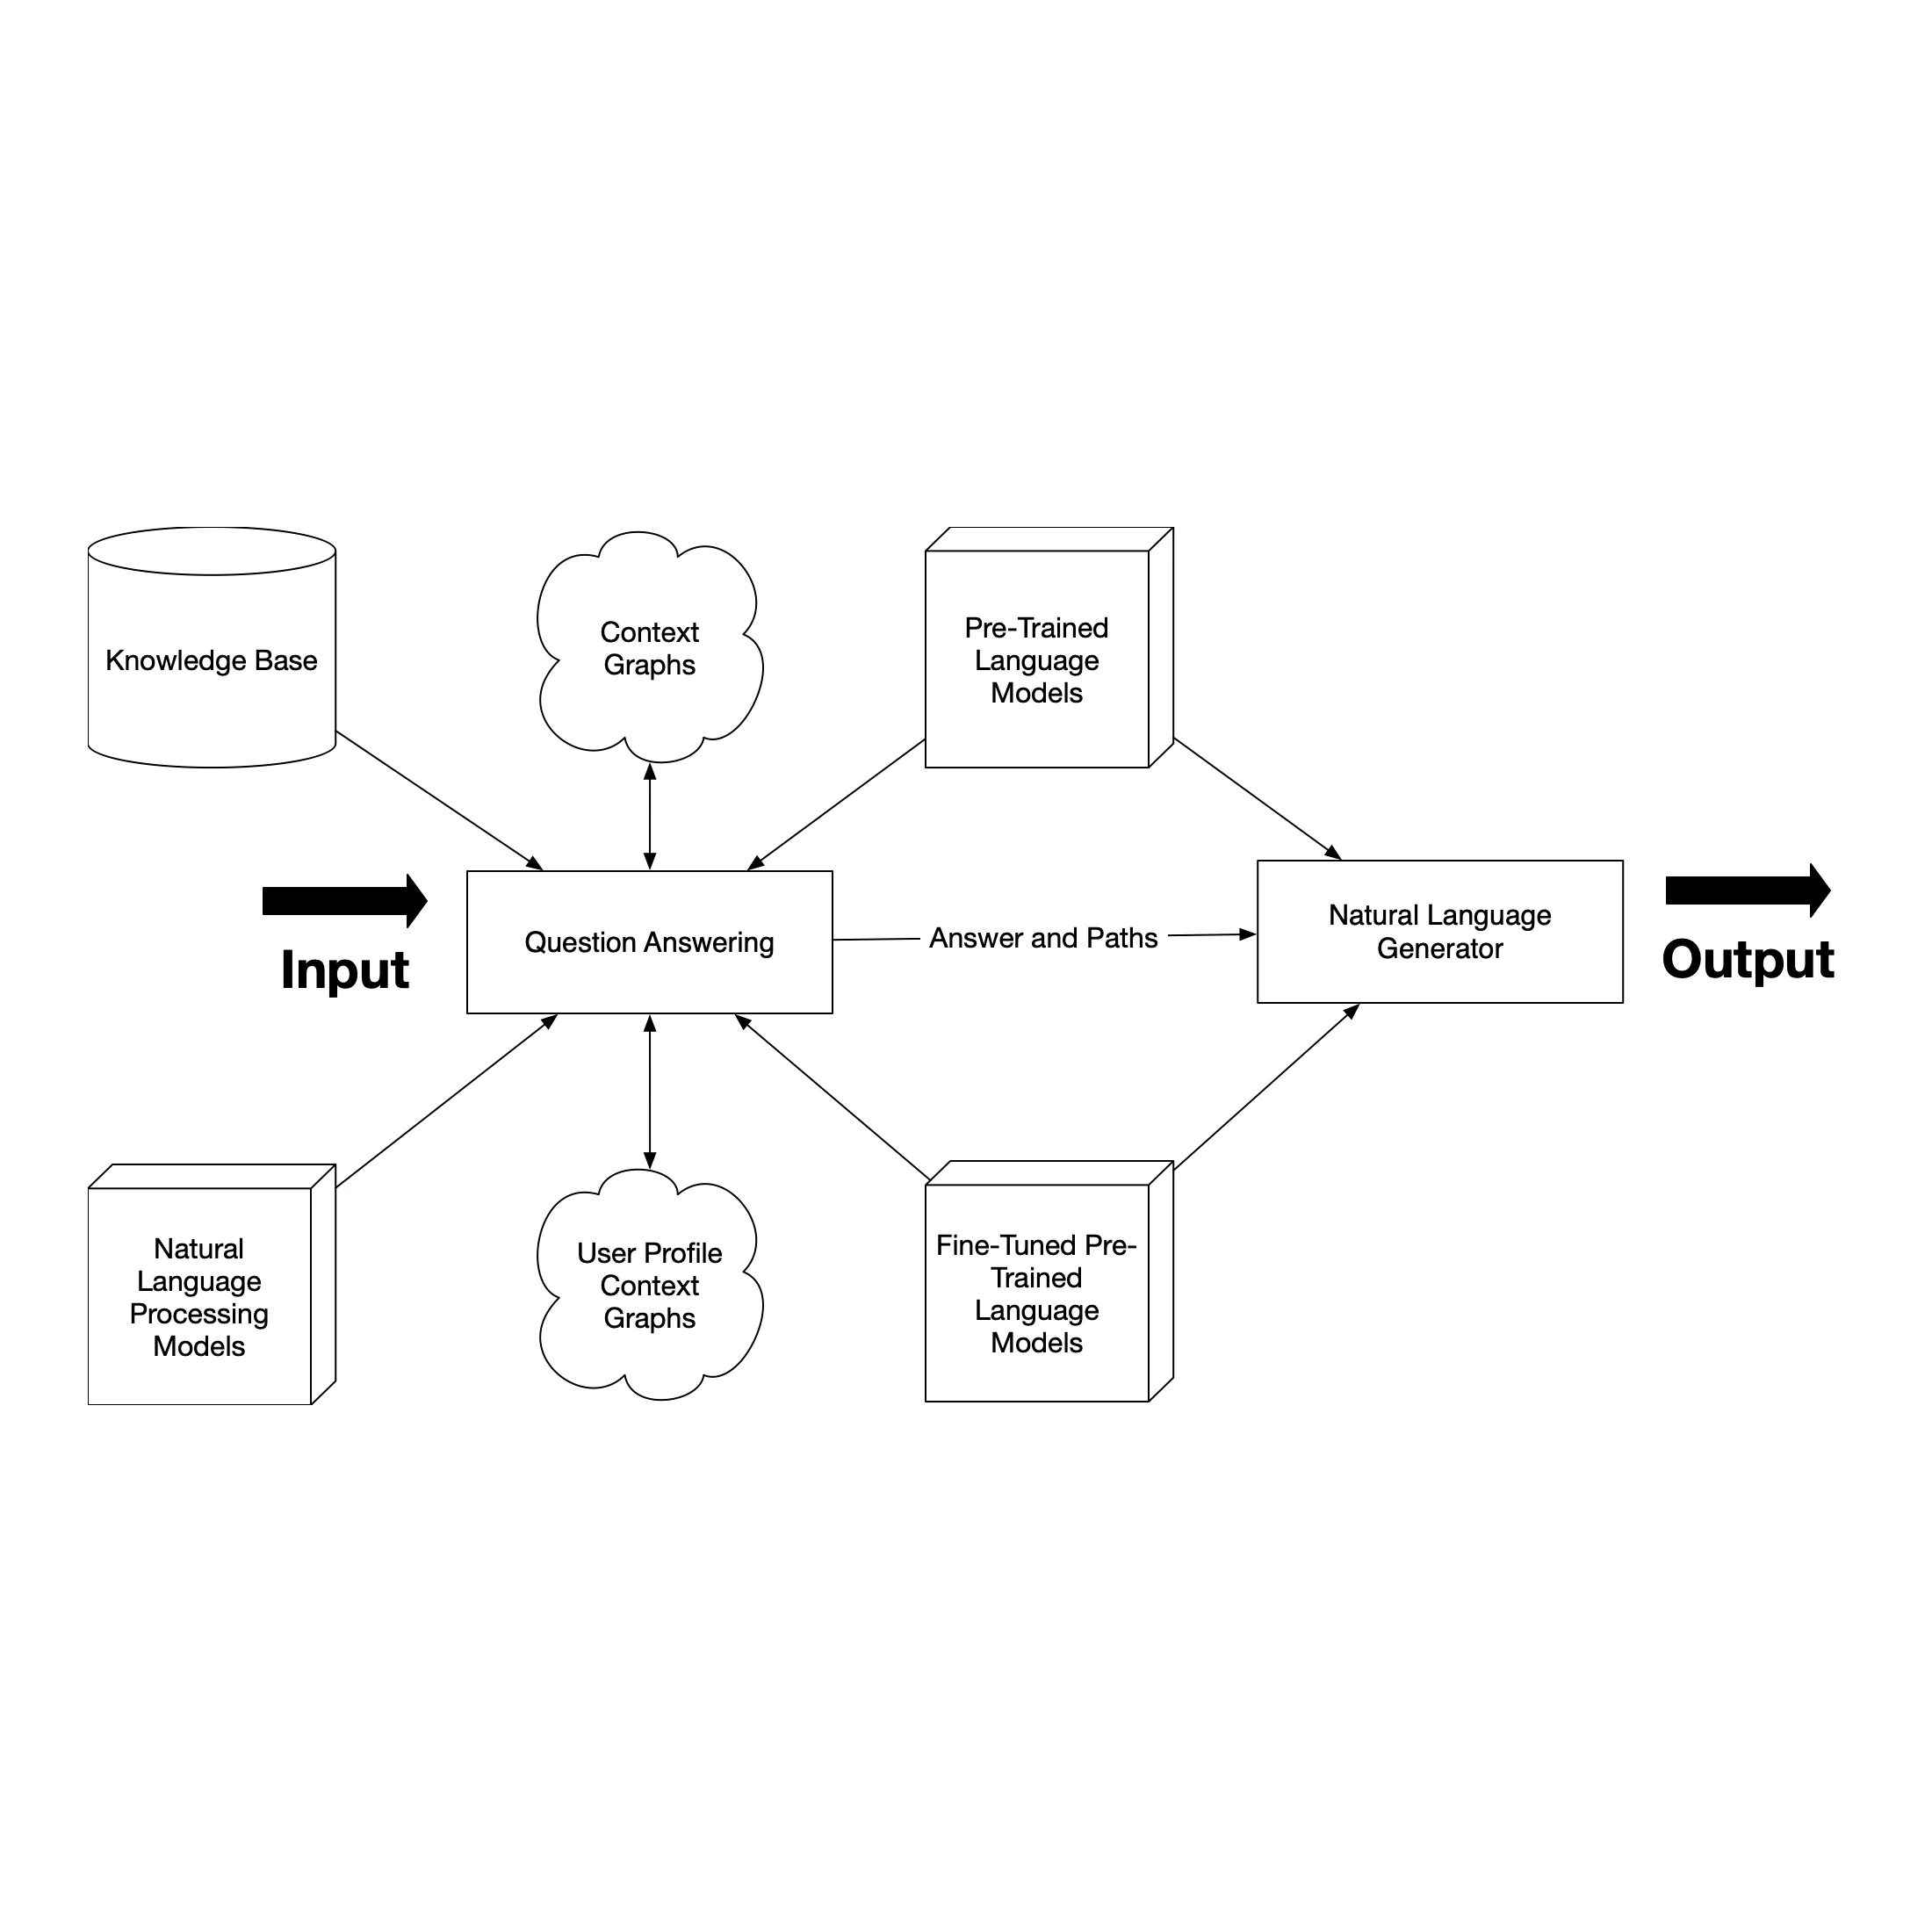 Knowledge Base
Context
Graphs
Pre-Trained
Language
Models
Input
Question Answering
Answer and Paths
Natural Language
Generator
Output
Natural
Language
Processing
Models
User Profile
Context
Graphs
Fine-Tuned Pre-
Trained
Language
Models